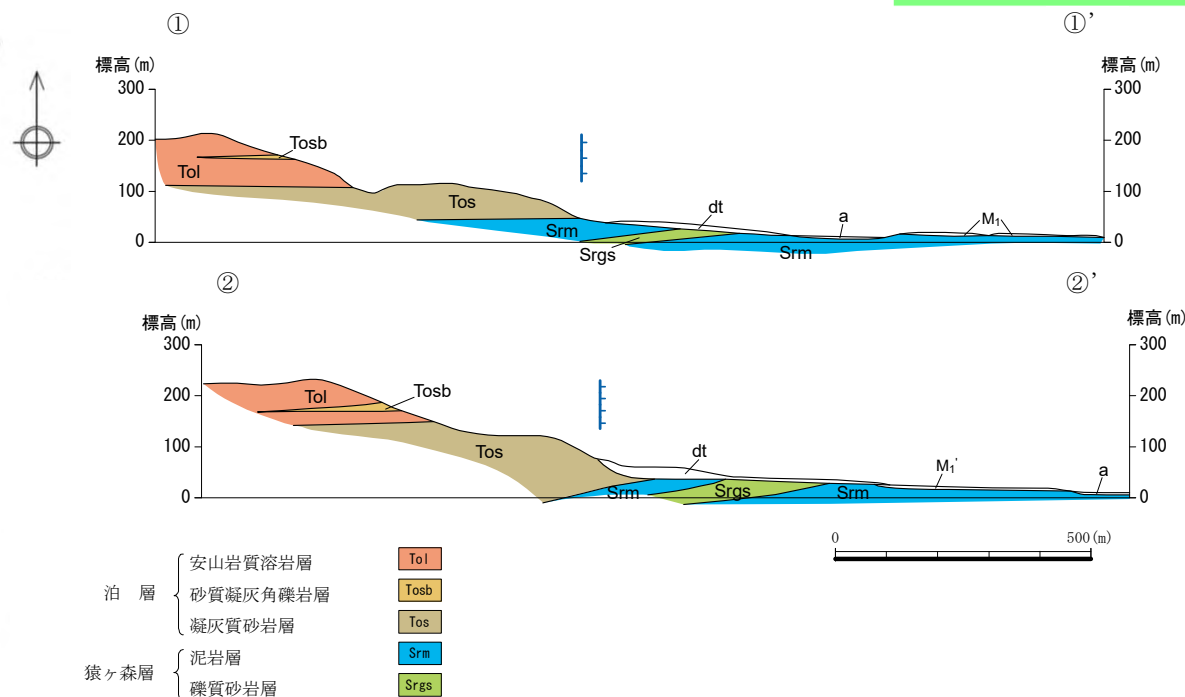 ① ①’
標高(m) 標高(m)
300 300
Tosb
200 200
Tol
100 Tos 100
dt a M₁
Srm
0 0
Srgs Srm
② ②’
標高(m) 標高(m)
300 300
Tol Tosb
200 200
100 Tos dt 100
M₁’ a
Srm Srgs Srm
0 0
0 500(m)
安山岩質溶岩層 Tol
泊 層 砂質凝灰角礫岩層 Tosb
凝灰質砂岩層 Tos
猿ヶ森層 泥岩層 Srm
礫質砂岩層 Srgs